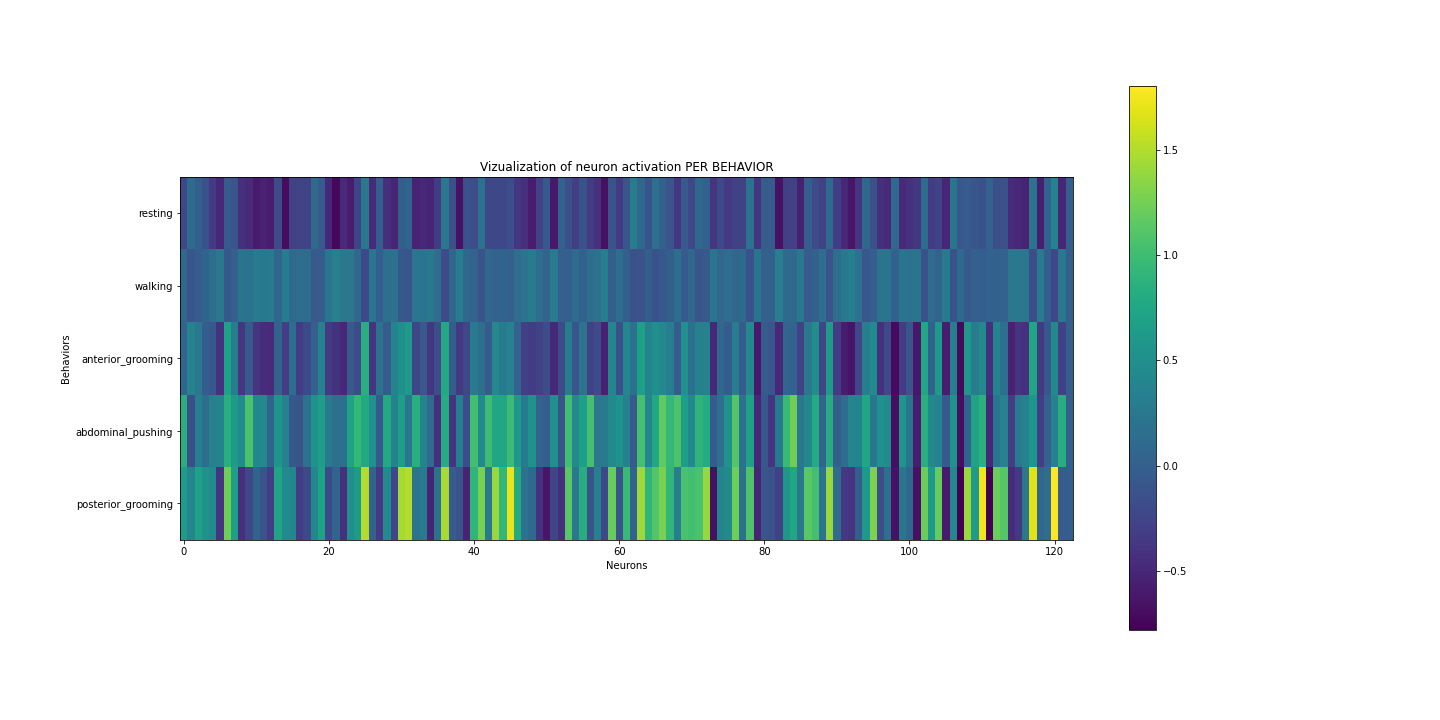 Vizualization of neuron activation PER BEHAVIOR
Behaviors
resting
walking
anterior_grooming
abdominal_pushing
posterior_grooming
0 20 40 60 80 100 120
Neurons
1.5
1.0
0.5
0.0
−0.5